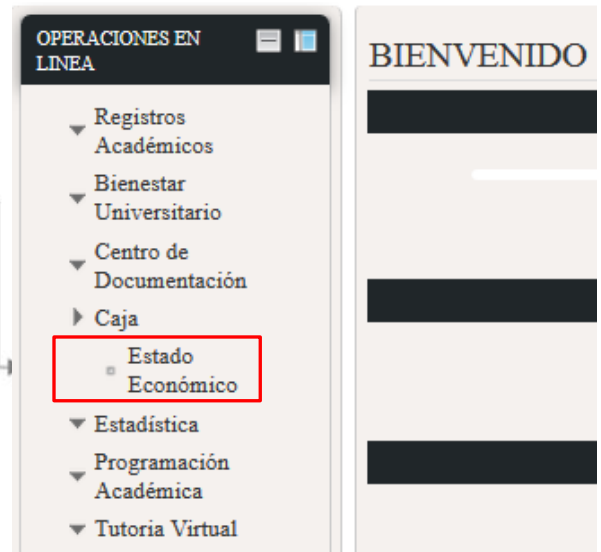 OPERACIONES EN
LINEA
BIENVENIDO
Registros
Académicos
Bienestar
Universitario
Centro de
Documentación
Caja
Estado
Económico
Estadística
Programación
Académica
Tutoria Virtual